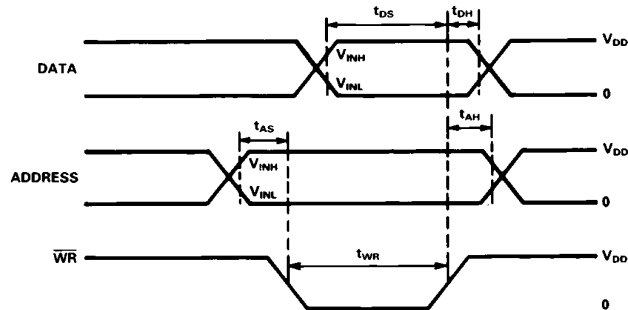 tDS tDH
DATA VINH VINL VDD 0
tAS tAH
ADDRESS VINH VINL VDD 0
WR tWR VDD 0